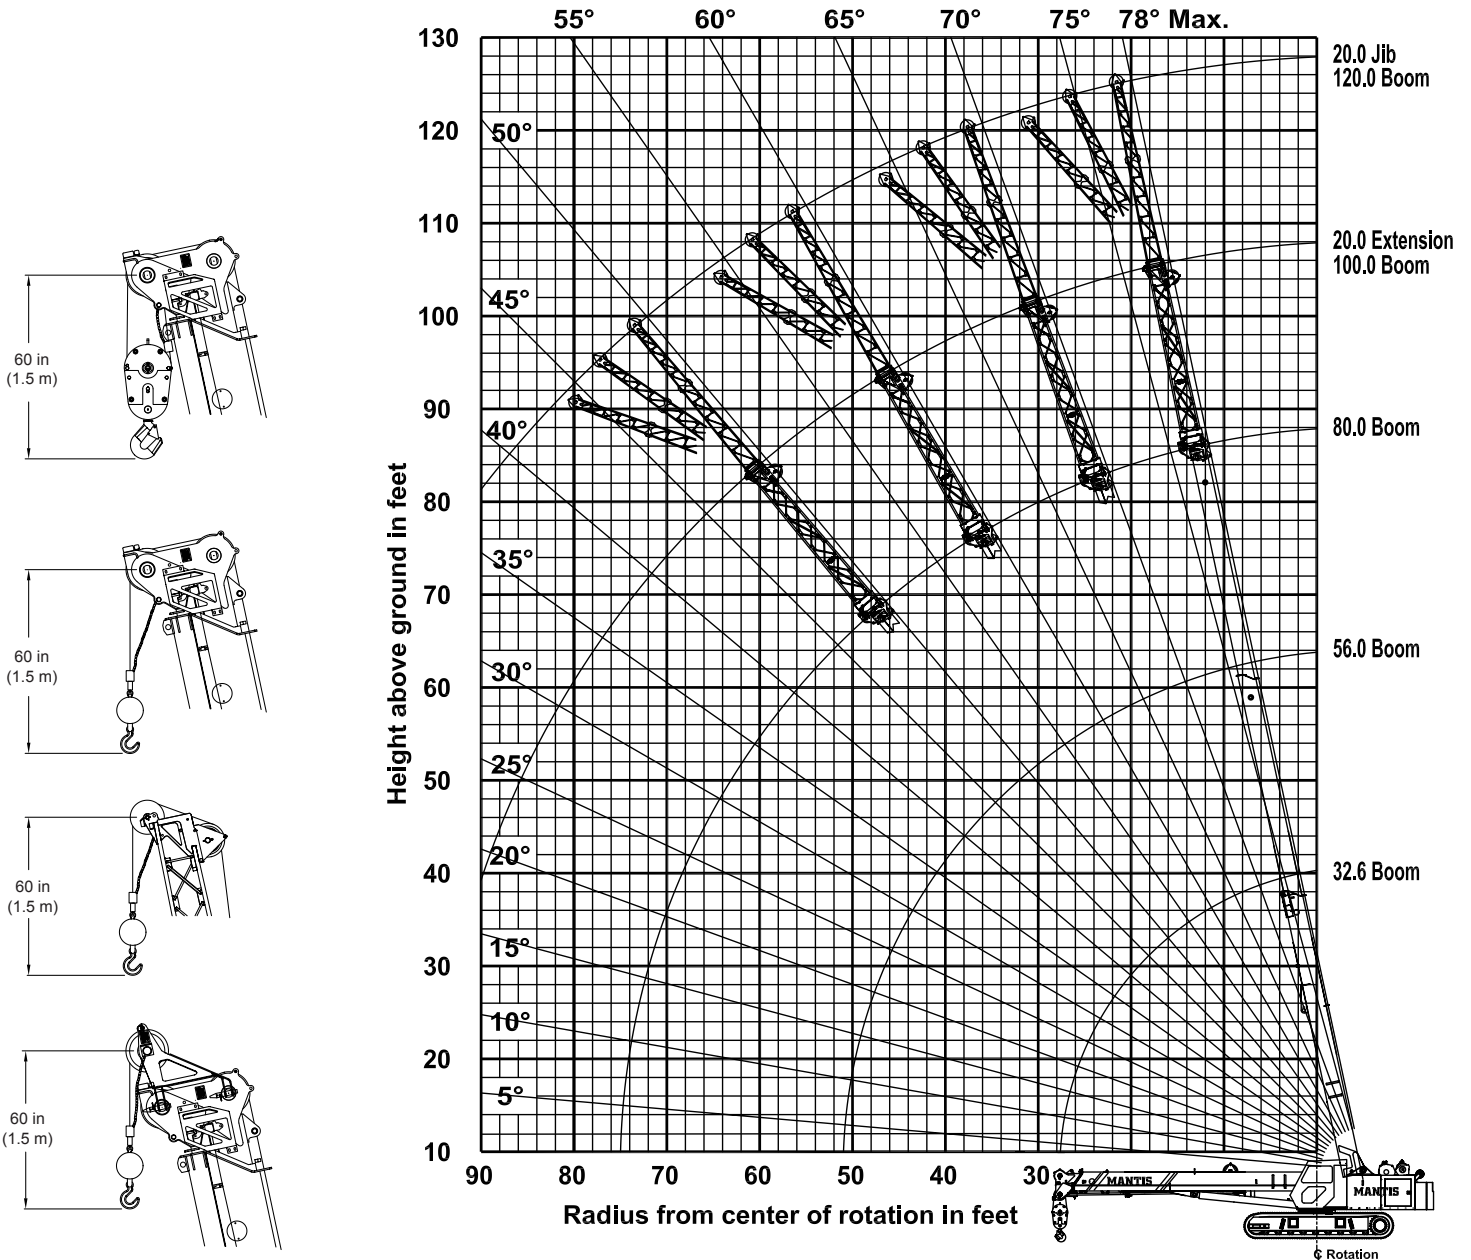 55° 60° 65° 70° 75° 78° Max.
130
20.0 Jib
120.0 Boom
120
50°
110
20.0 Extension
100.0 Boom
45°
100
60 in
(1.5 m)
90
40°
80.0 Boom
80
35°
70
60 in
(1.5 m)
30°
60
56.0 Boom
25°
50
20°
40
32.6 Boom
60 in
(1.5 m)
15°
30
10°
20
5°
10
60 in
(1.5 m)
Height above ground in feet
90 80 70 60 50 40 30
MANTIS
MANTIS
Radius from center of rotation in feet
℄ Rotation